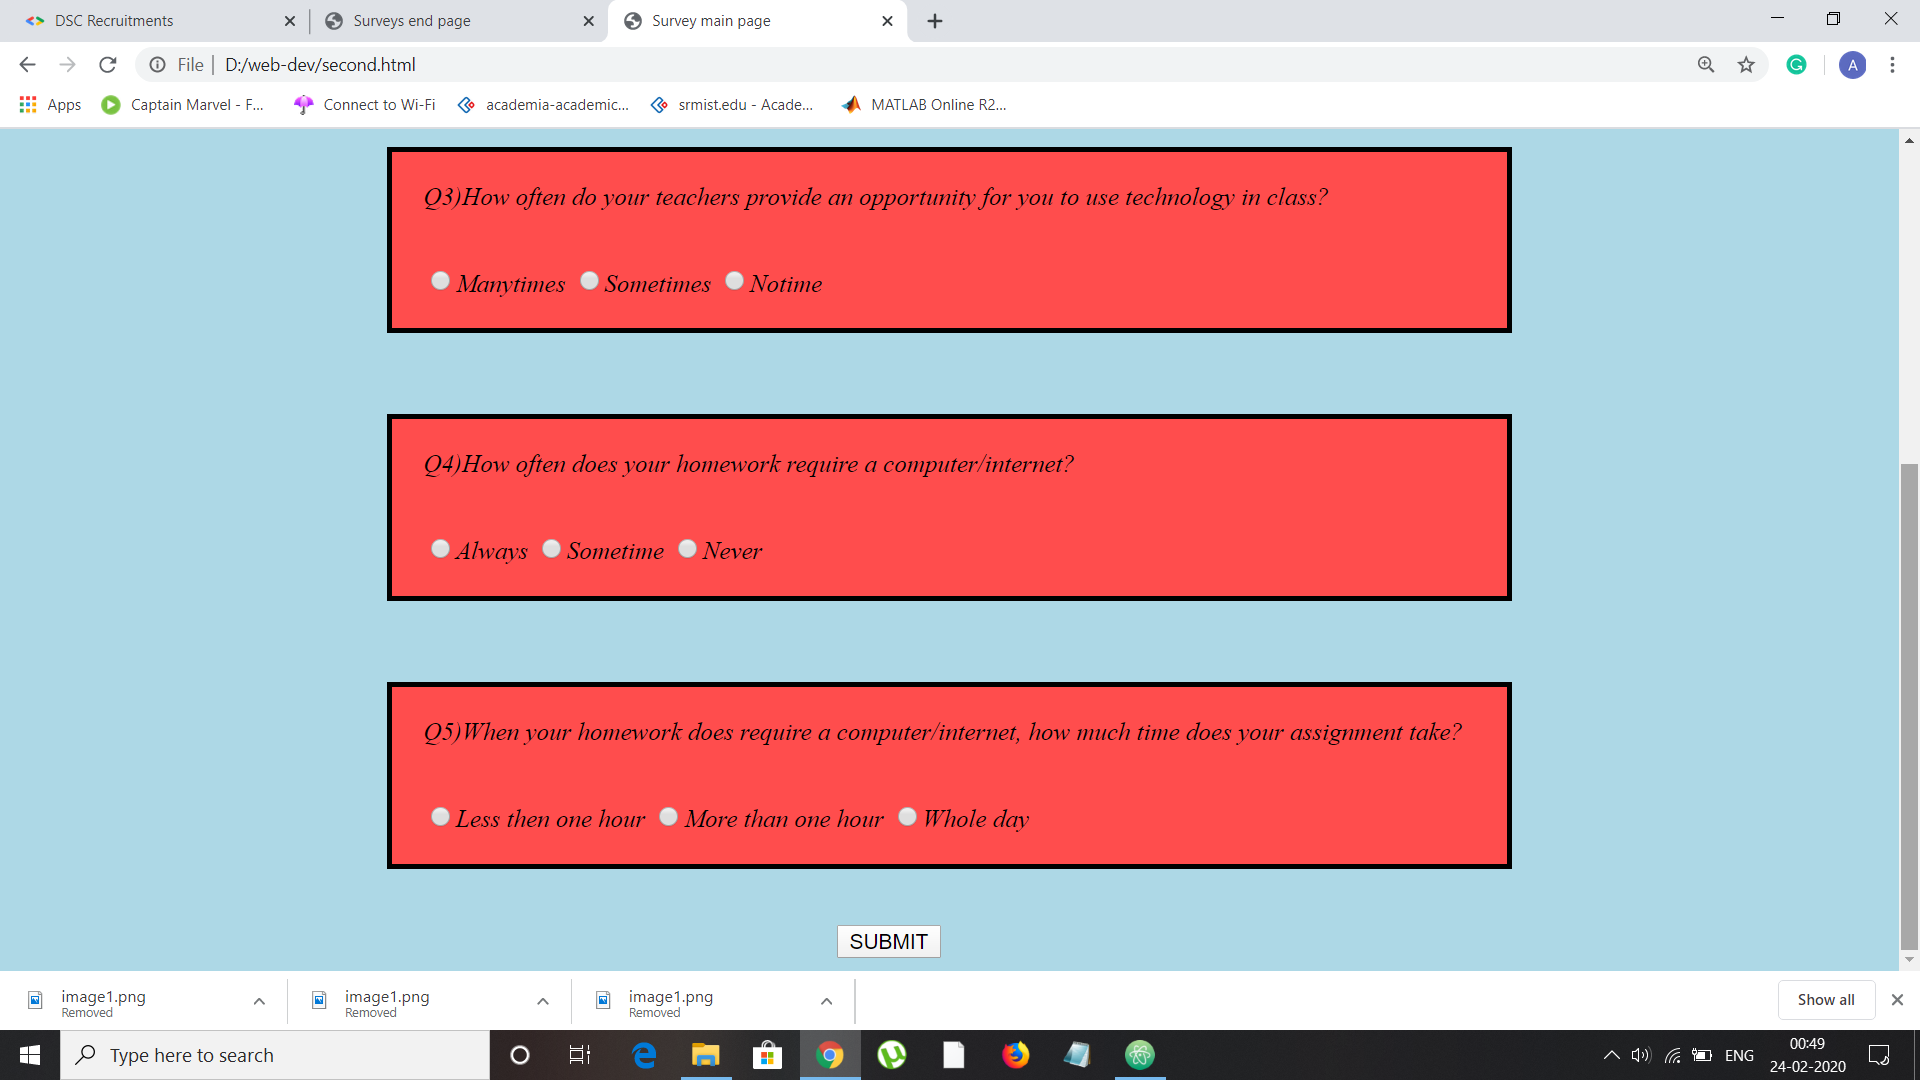 DSC Recruitments
Surveys end page
Survey main page
File
D:/web-dev/second.html
A
Apps
Captain Marvel - F...
Connect to Wi-Fi
academia-academic...
srmist.edu - Acade...
MATLAB Online R2...
Q3)How often do your teachers provide an opportunity for you to use technology in class?
Manytimes Sometimes Notime
Q4)How often does your homework require a computer/internet?
Always Sometime Never
Q5)When your homework does require a computer/internet, how much time does your assignment take?
Less then one hour More than one hour Whole day
SUBMIT
image1.png
Removed
image1.png
Removed
image1.png
Removed
Show all
Type here to search
ENG
00:49
24-02-2020